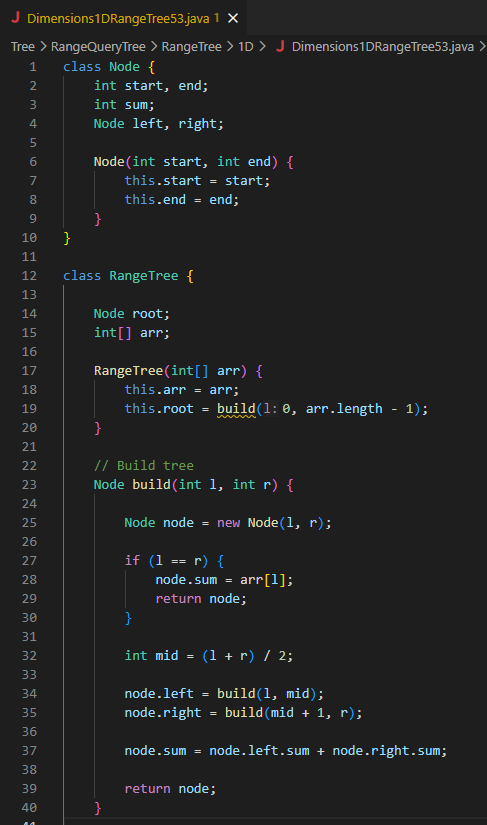 J Dimensions1DRangeTree53.java 1 ×
Tree > RangeQueryTree > RangeTree > 1D > J Dimensions1DRangeTree53.java >
1 class Node {
2     int start, end;
3     int sum;
4     Node left, right;
5
6     Node(int start, int end) {
7         this.start = start;
8         this.end = end;
9     }
10 }
11
12 class RangeTree {
13
14     Node root;
15     int[] arr;
16
17     RangeTree(int[] arr) {
18         this.arr = arr;
19         this.root = build(l: 0, arr.length - 1);
20     }
21
22     // Build tree
23     Node build(int l, int r) {
24
25         Node node = new Node(l, r);
26
27         if (l == r) {
28             node.sum = arr[l];
29             return node;
30         }
31
32         int mid = (l + r) / 2;
33
34         node.left = build(l, mid);
35         node.right = build(mid + 1, r);
36
37         node.sum = node.left.sum + node.right.sum;
38
39         return node;
40     }
41